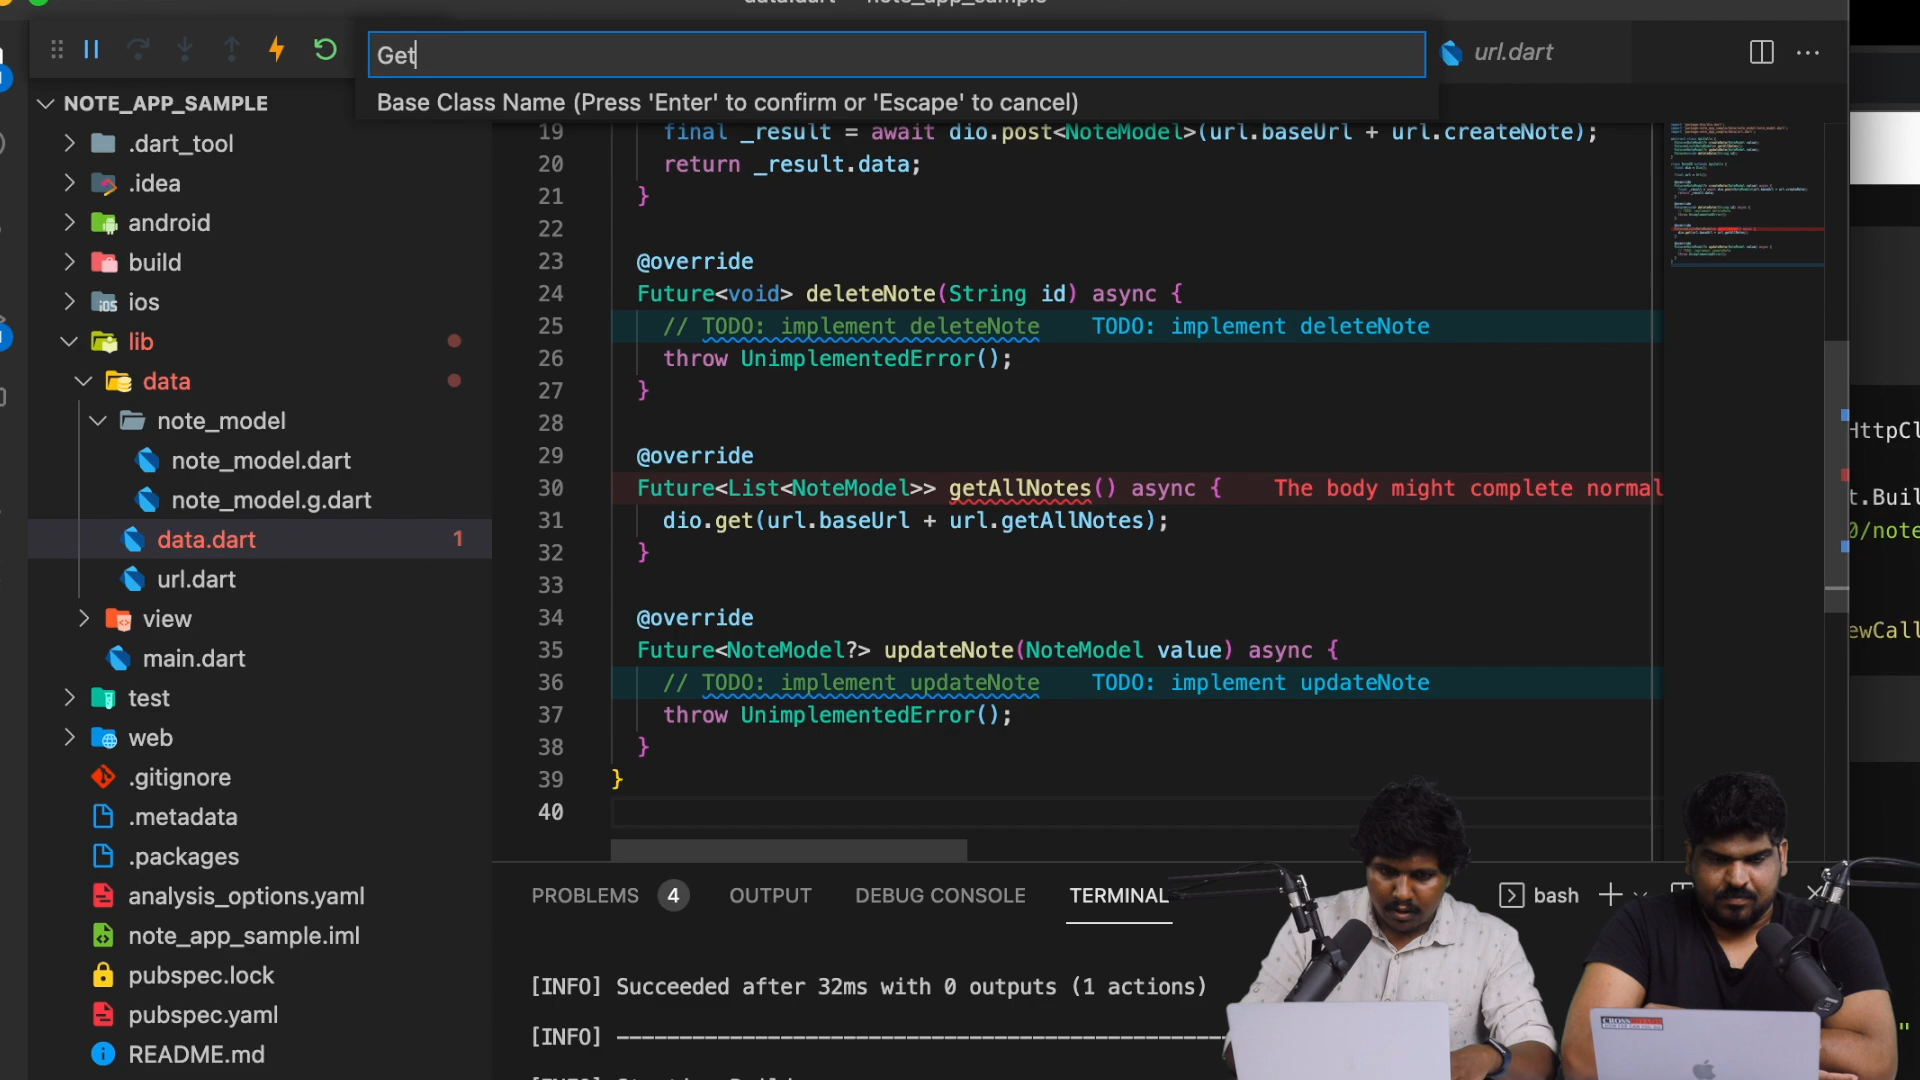 Get
url.dart
Base Class Name (Press 'Enter' to confirm or 'Escape' to cancel)
NOTE_APP_SAMPLE
.dart_tool
.idea
android
build
ios
lib
data
note_model
note_model.dart
note_model.g.dart
data.dart 1
url.dart
view
main.dart
test
web
.gitignore
.metadata
.packages
analysis_options.yaml
note_app_sample.iml
pubspec.lock
pubspec.yaml
README.md
19 final _result = await dio.post<NoteModel>(url.baseUrl + url.createNote);
20 return _result.data;
21 }
22
23 @override
24 Future<void> deleteNote(String id) async {
25 // TODO: implement deleteNote TODO: implement deleteNote
26 throw UnimplementedError();
27 }
28
29 @override
30 Future<List<NoteModel>> getAllNotes() async { The body might complete normal
31 dio.get(url.baseUrl + url.getAllNotes);
32 }
33
34 @override
35 Future<NoteModel?> updateNote(NoteModel value) async {
36 // TODO: implement updateNote TODO: implement updateNote
37 throw UnimplementedError();
38 }
39 }
40
HttpCl
t.Buil
0/note
ewCall
PROBLEMS 4 OUTPUT DEBUG CONSOLE TERMINAL
bash
[INFO] Succeeded after 32ms with 0 outputs (1 actions)
[INFO] ------------------------------------------------